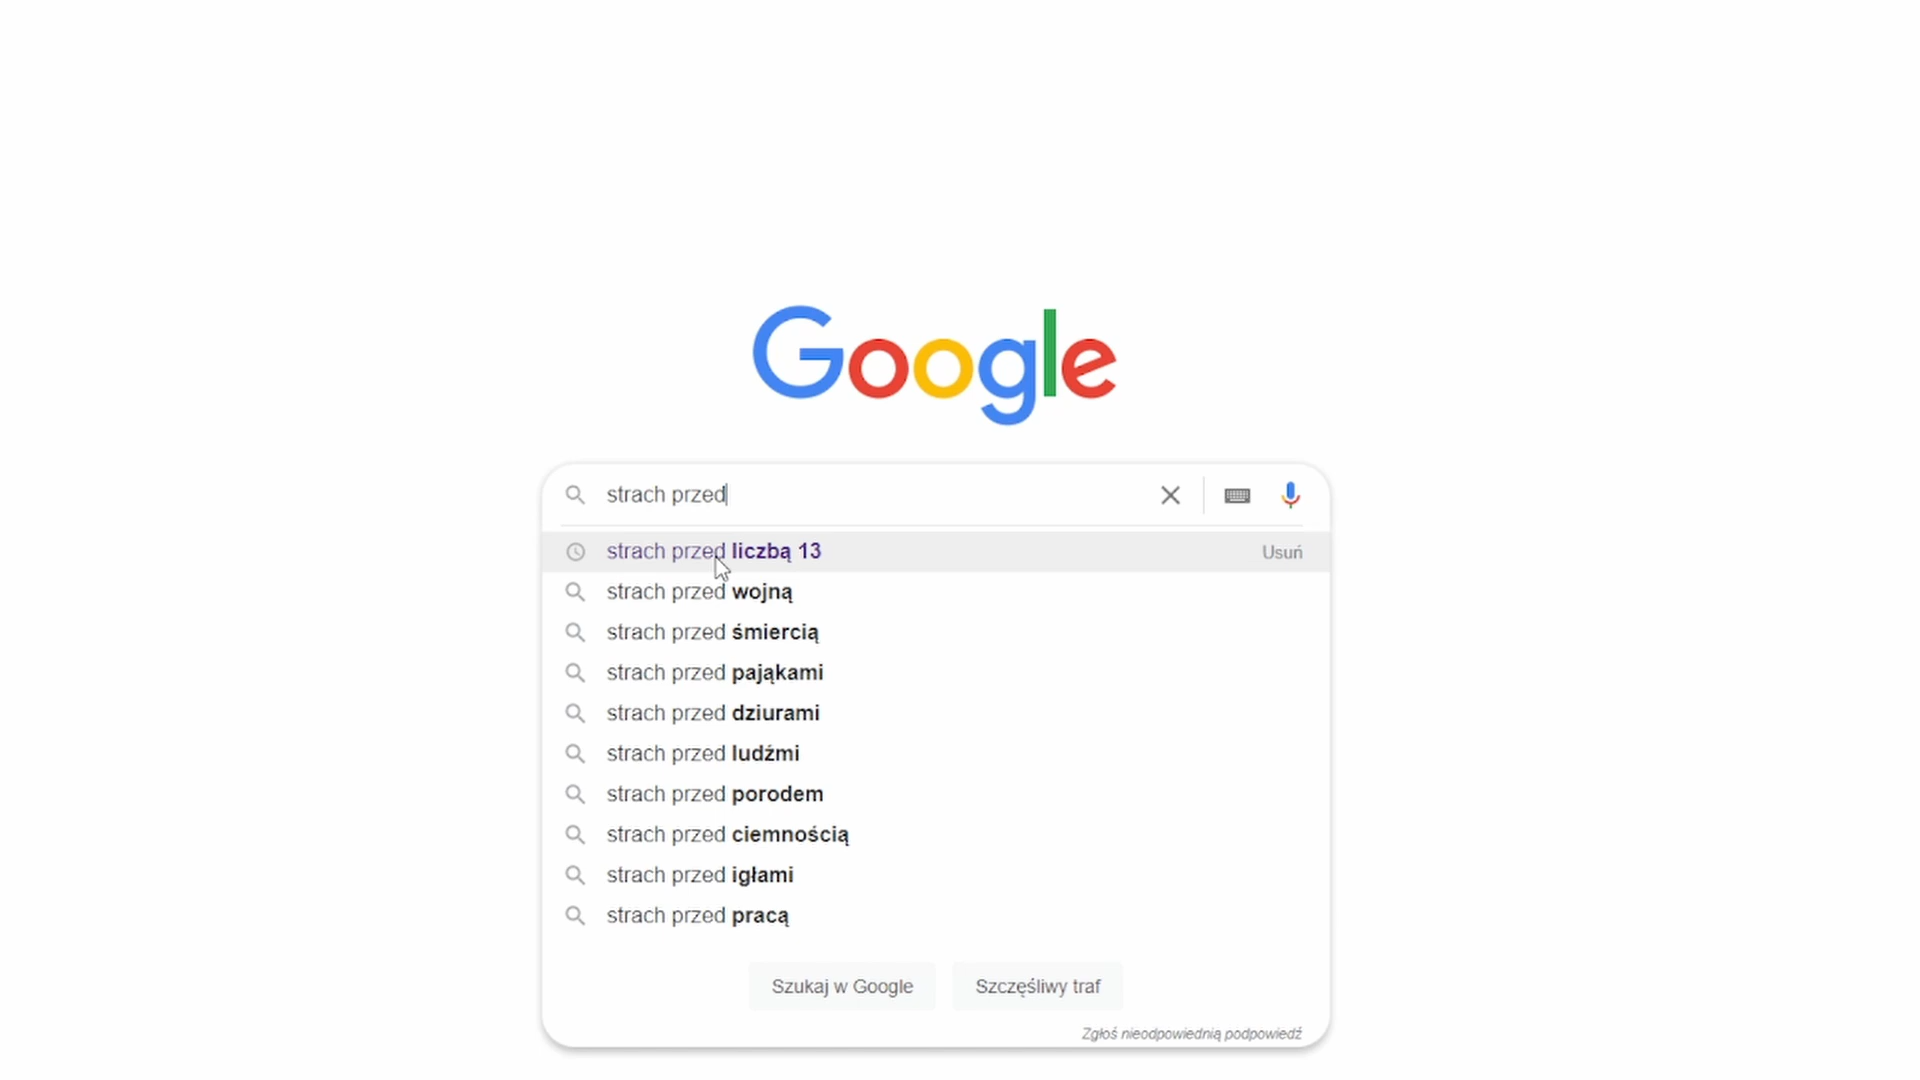 Google
strach przed
strach przed liczbą 13 Usuń
strach przed wojną
strach przed śmiercią
strach przed pająkami
strach przed dziurami
strach przed ludźmi
strach przed porodem
strach przed ciemnością
strach przed igłami
strach przed pracą
Szukaj w Google Szczęśliwy traf
Zgłoś nieodpowiednią podpowiedź